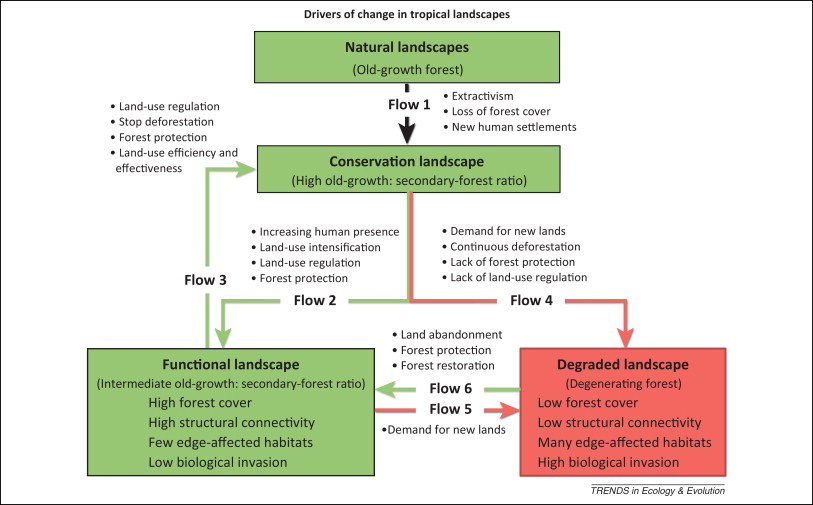 Drivers of change in tropical landscapes
Natural landscapes
(Old-growth forest)
Flow 1
• Extractivism
• Loss of forest cover
• New human settlements
• Land-use regulation
• Stop deforestation
• Forest protection
• Land-use efficiency and
effectiveness
Conservation landscape
(High old-growth: secondary-forest ratio)
• Increasing human presence
• Land-use intensification
• Land-use regulation
• Forest protection
• Demand for new lands
• Continuous deforestation
• Lack of forest protection
• Lack of land-use regulation
Flow 3
Flow 2
Flow 4
• Land abandonment
• Forest protection
• Forest restoration
Flow 6
Flow 5
•Demand for new lands
Functional landscape
(Intermediate old-growth: secondary-forest ratio)
High forest cover
High structural connectivity
Few edge-affected habitats
Low biological invasion
Degraded landscape
(Degenerating forest)
Low forest cover
Low structural connectivity
Many edge-affected habitats
High biological invasion
TRENDS in Ecology & Evolution